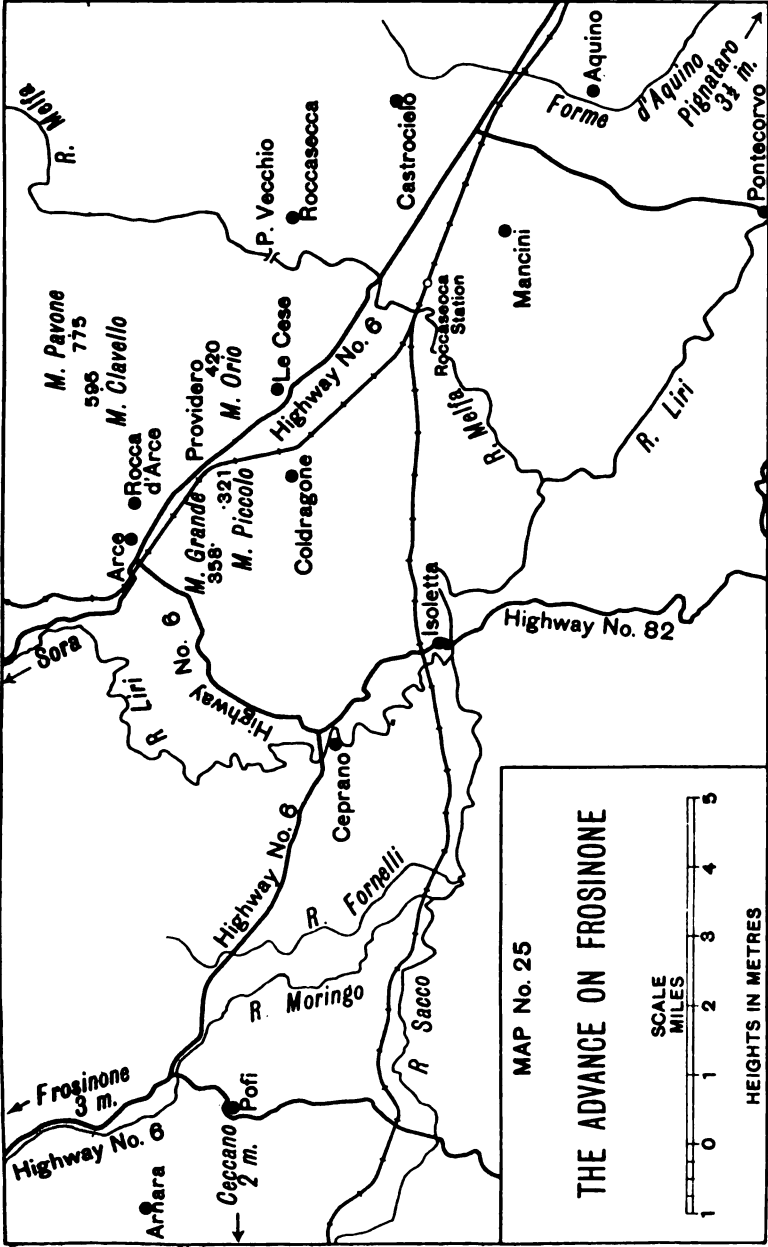 MAP No. 25
THE ADVANCE ON FROSINONE
SCALE
MILES
1 0 1 2 3 4 5
HEIGHTS IN METRES
Highway No. 6
Frosinone
3 m.
Arnara
Ceccano
2 m.
Pofi
R. Moringo
R. Fornelli
R Sacco
Highway No. 6
Ceprano
Highway
No. 6
R Liri
Sora
Isoletta
Highway No. 82
Arce
Rocca
d'Arce
M. Grande
358
·321
M. Piccolo
Coldragone
Providero
420
M. Orio
M. Pavone
775
595
M. Clavello
Le Cese
Highway No. 6
R. Melfa
R. Liri
Roccasecca
Station
P. Vecchio
Roccasecca
R. Melfa
Castrocielo
Mancini
Aquino
Forme d'Aquino
Pignataro
3½ m.
Pontecorvo